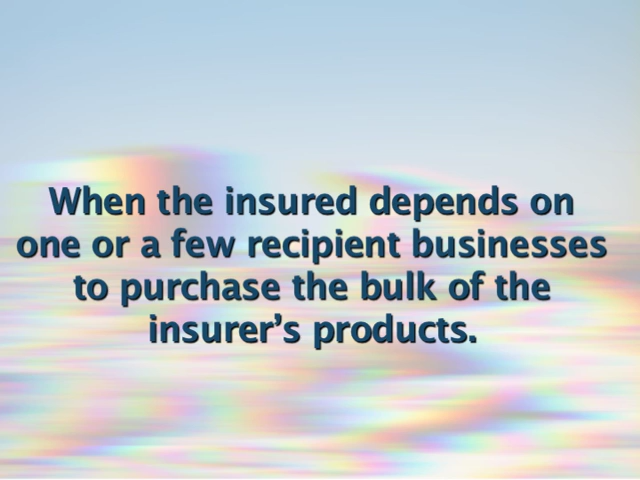 When the insured depends on
one or a few recipient businesses
to purchase the bulk of the
insurer’s products.